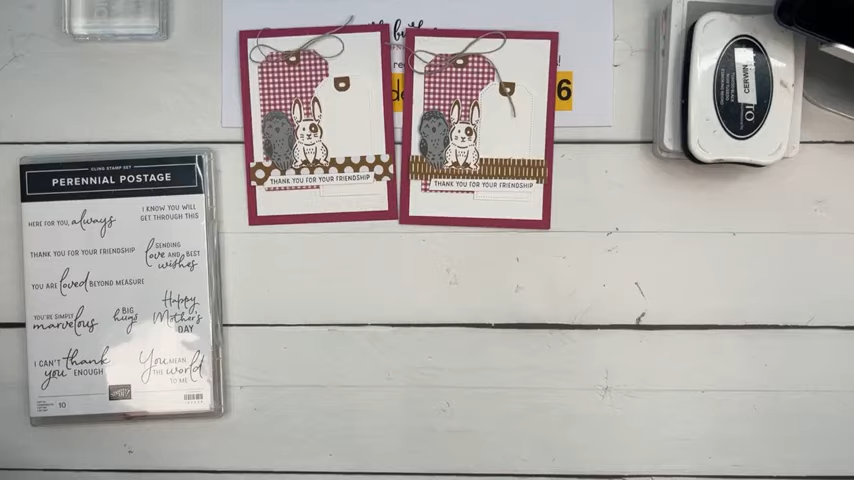 THANK YOU FOR YOUR FRIENDSHIP
THANK YOU FOR YOUR FRIENDSHIP
6
CLING STAMP SET
PERENNIAL POSTAGE
HERE FOR YOU, always
I KNOW YOU WILL
GET THROUGH THIS
THANK YOU FOR YOUR FRIENDSHIP
SENDING
love AND BEST
wishes
YOU ARE loved BEYOND MEASURE
YOU'RE SIMPLY
marvelous
BIG
hugs
Happy
Mother's
DAY
I CAN'T thank
you ENOUGH
You MEAN
THE world
TO ME
10